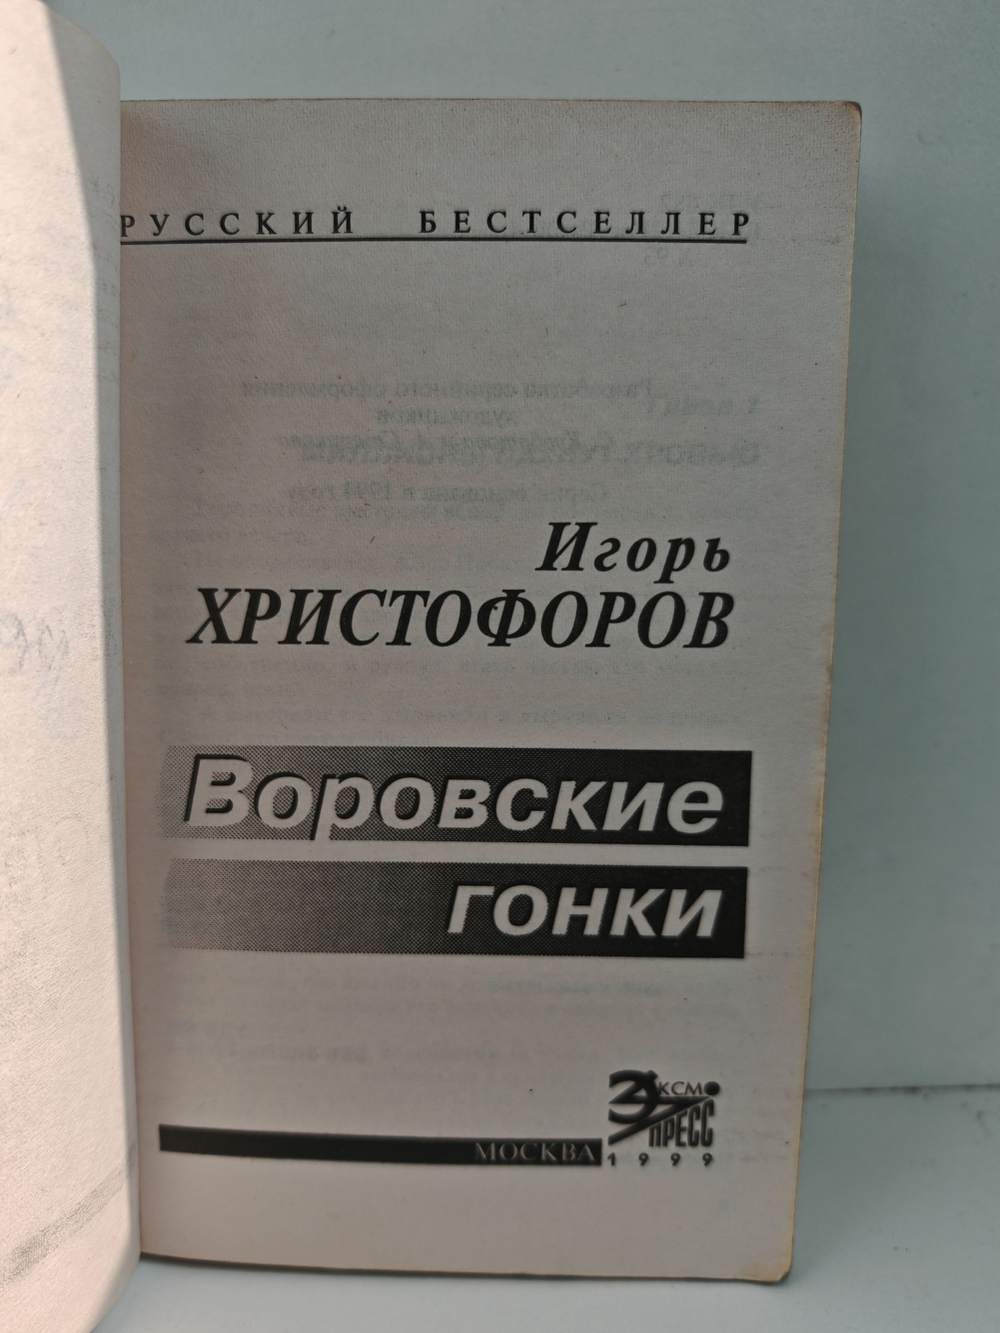 РУССКИЙ БЕСТСЕЛЛЕР
Игорь
ХРИСТОФОРОВ
Воровские
гонки
МОСКВА
ЭКСМО
ПРЕСС
1999